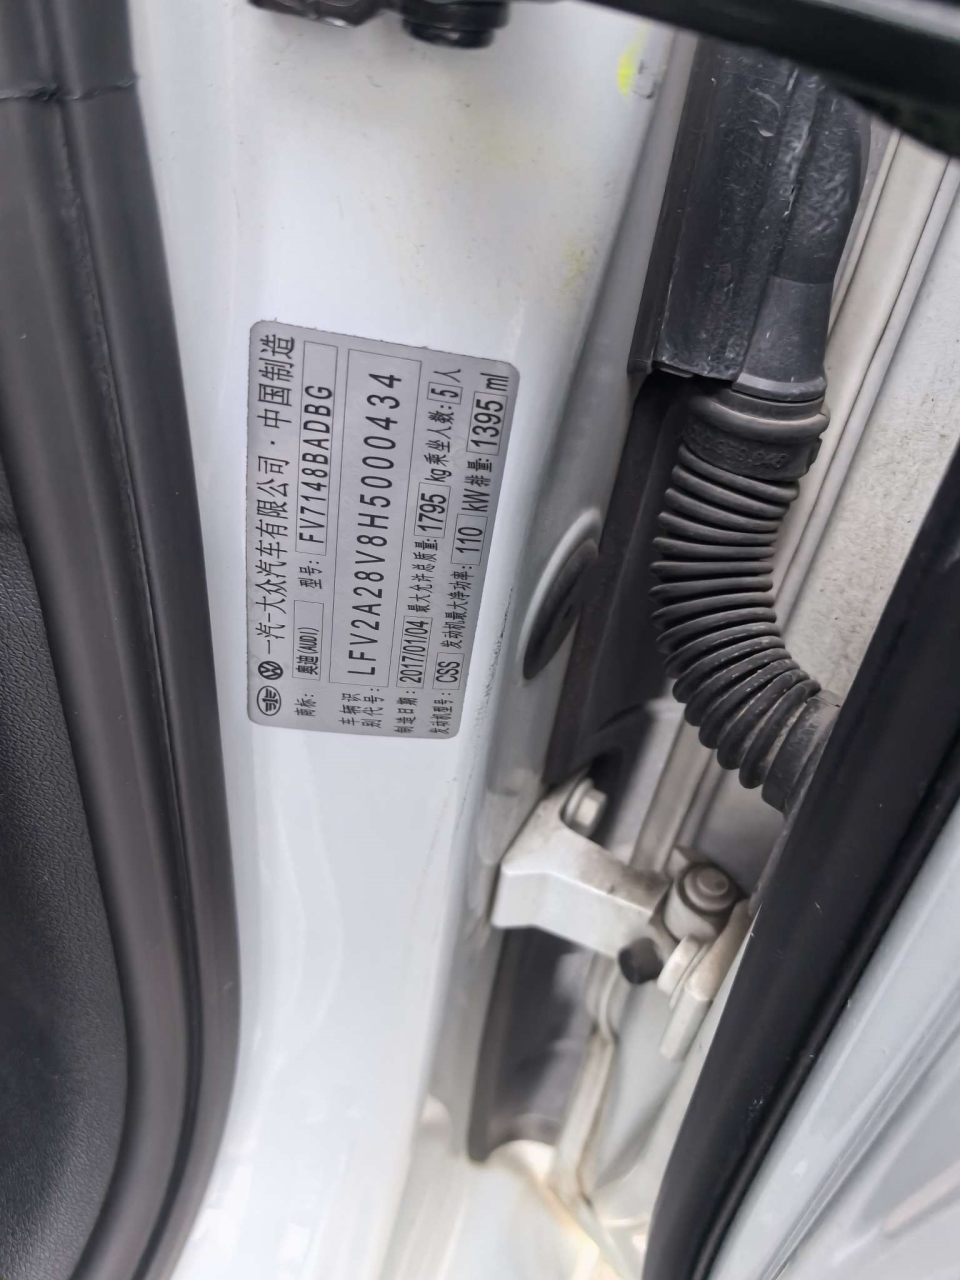 一汽-大众汽车有限公司·中国制造
商标: 奥迪(AUDI) 型号: FV7148BADBG
车辆识别代号: LFV2A28V8H5000434
制造日期: 2017/01/04 最大允许总质量: 1795 kg 乘坐人数: 5 人
发动机型号: CSS 发动机最大净功率: 110 kW 排量: 1395 ml